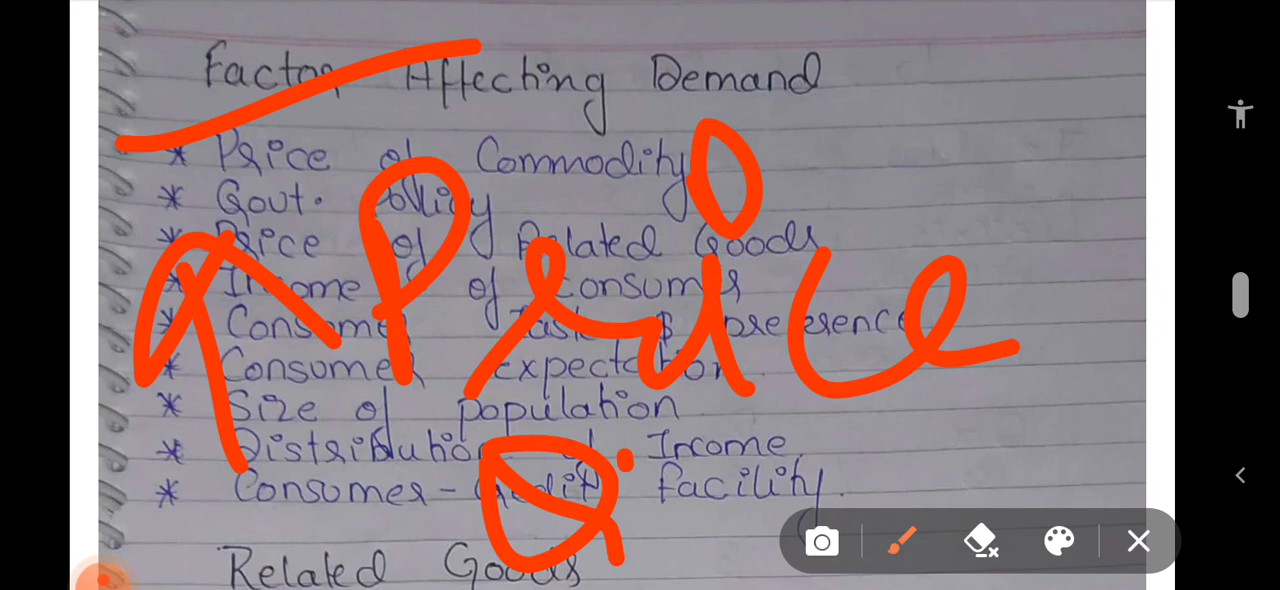 Factor Affecting Demand
* Price of Commodity
* Govt. Policy
* Price of Related Goods
* Income of Consumer
* Consumer Taste & preference
* Consumer Expectation
* Size of population
* Distribution of Income
* Consumer-Credit facility.
Related Goods
Price